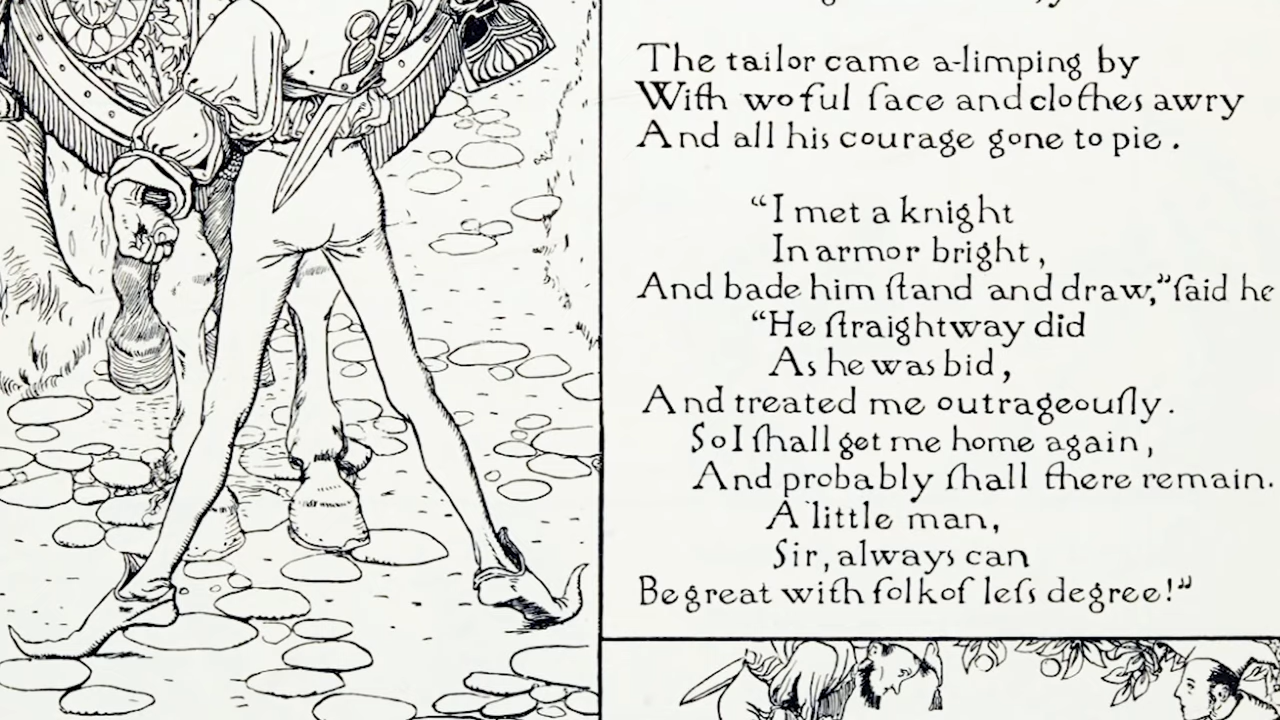 The tailor came a-limping by
With woful face and clothes awry
And all his courage gone to pie.
“I met a knight
In armor bright,
And bade him ſtand and draw,” ſaid he
“He ſtraightway did
As he was bid,
And treated me outrageouſly.
So I ſhall get me home again,
And probably ſhall there remain.
A little man,
Sir, always can
Be great with folk of leſs degree!”